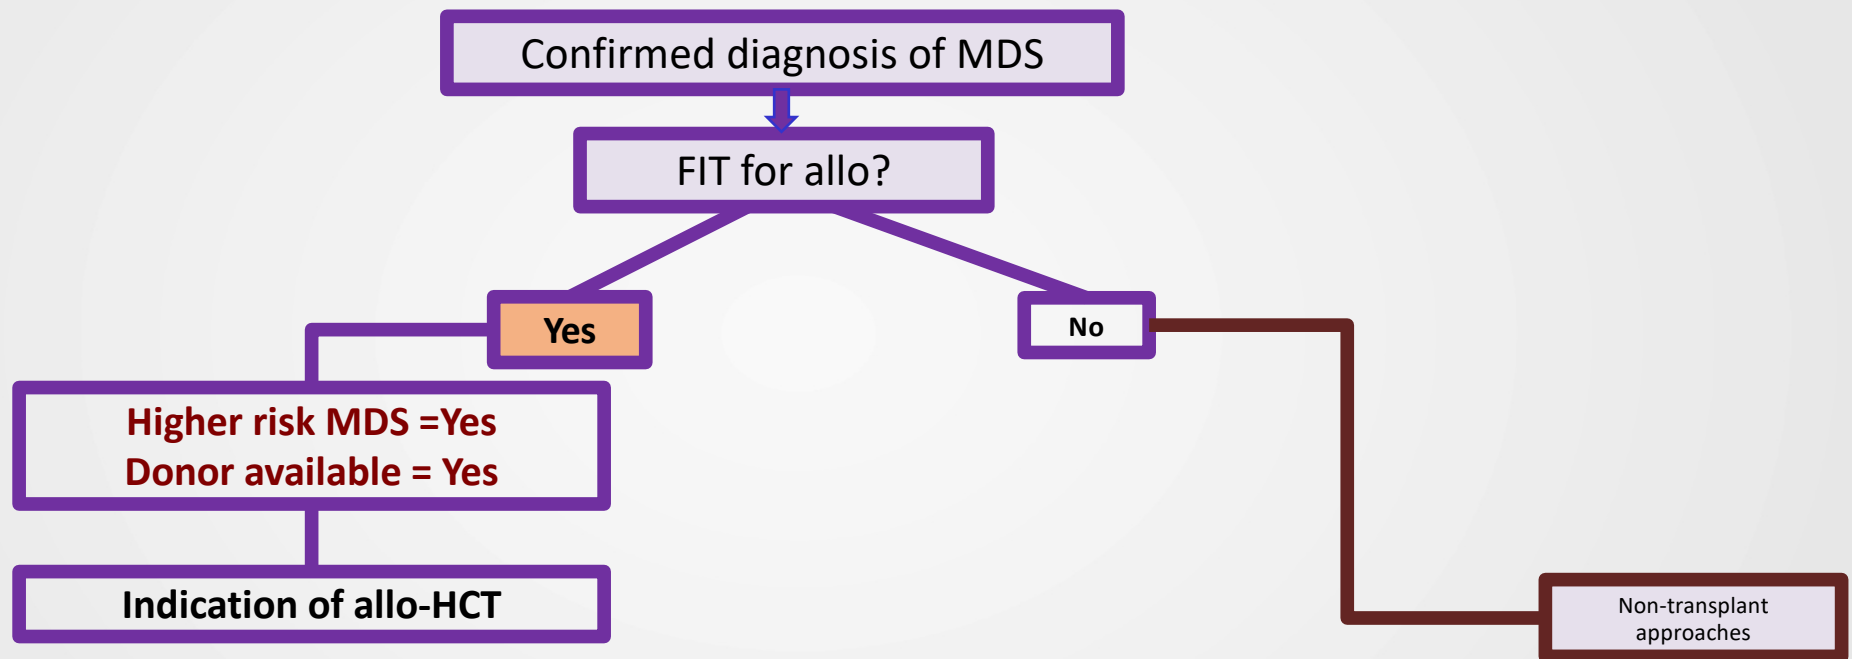 Confirmed diagnosis of MDS
FIT for allo?
Yes
No
Higher risk MDS =Yes
Donor available = Yes
Indication of allo-HCT
Non-transplant
approaches